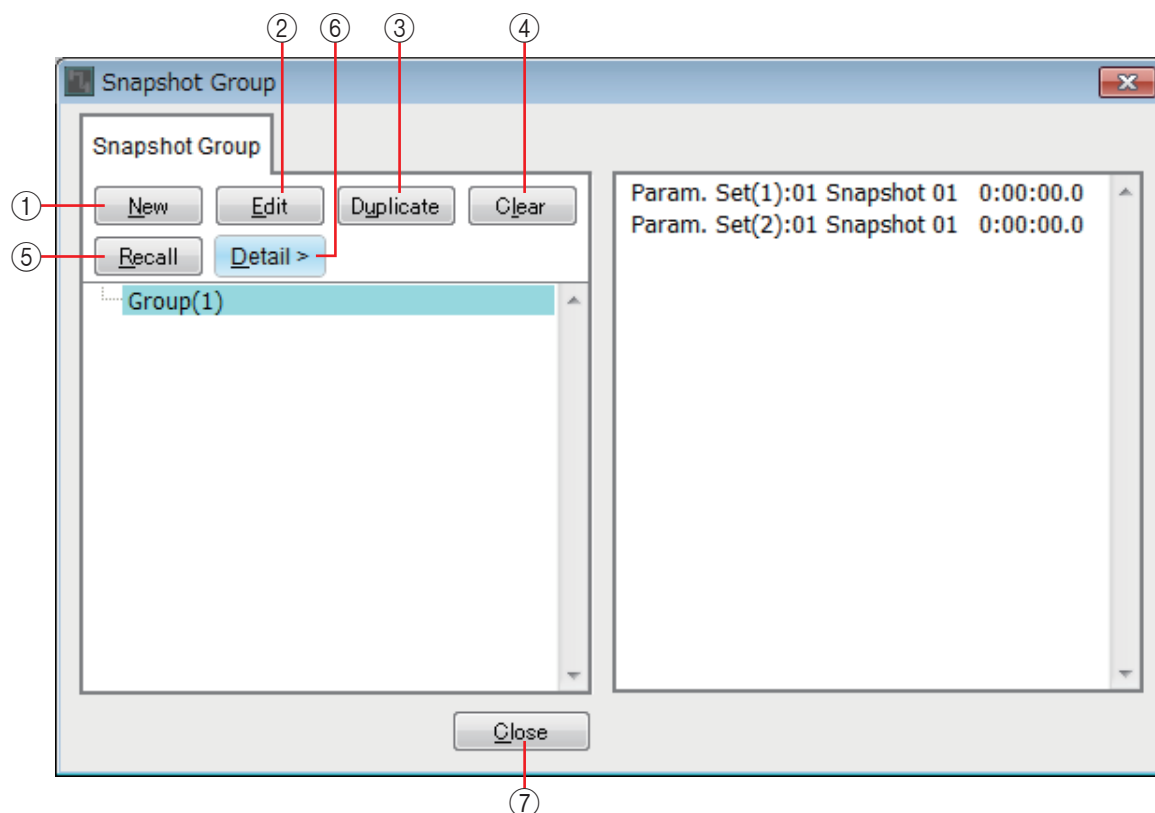 ② ⑥ ③ ④
Snapshot Group
Snapshot Group
① New Edit Duplicate Clear
⑤ Recall Detail >
Group(1)
Param. Set(1):01 Snapshot 01 0:00:00.0
Param. Set(2):01 Snapshot 01 0:00:00.0
Close
⑦